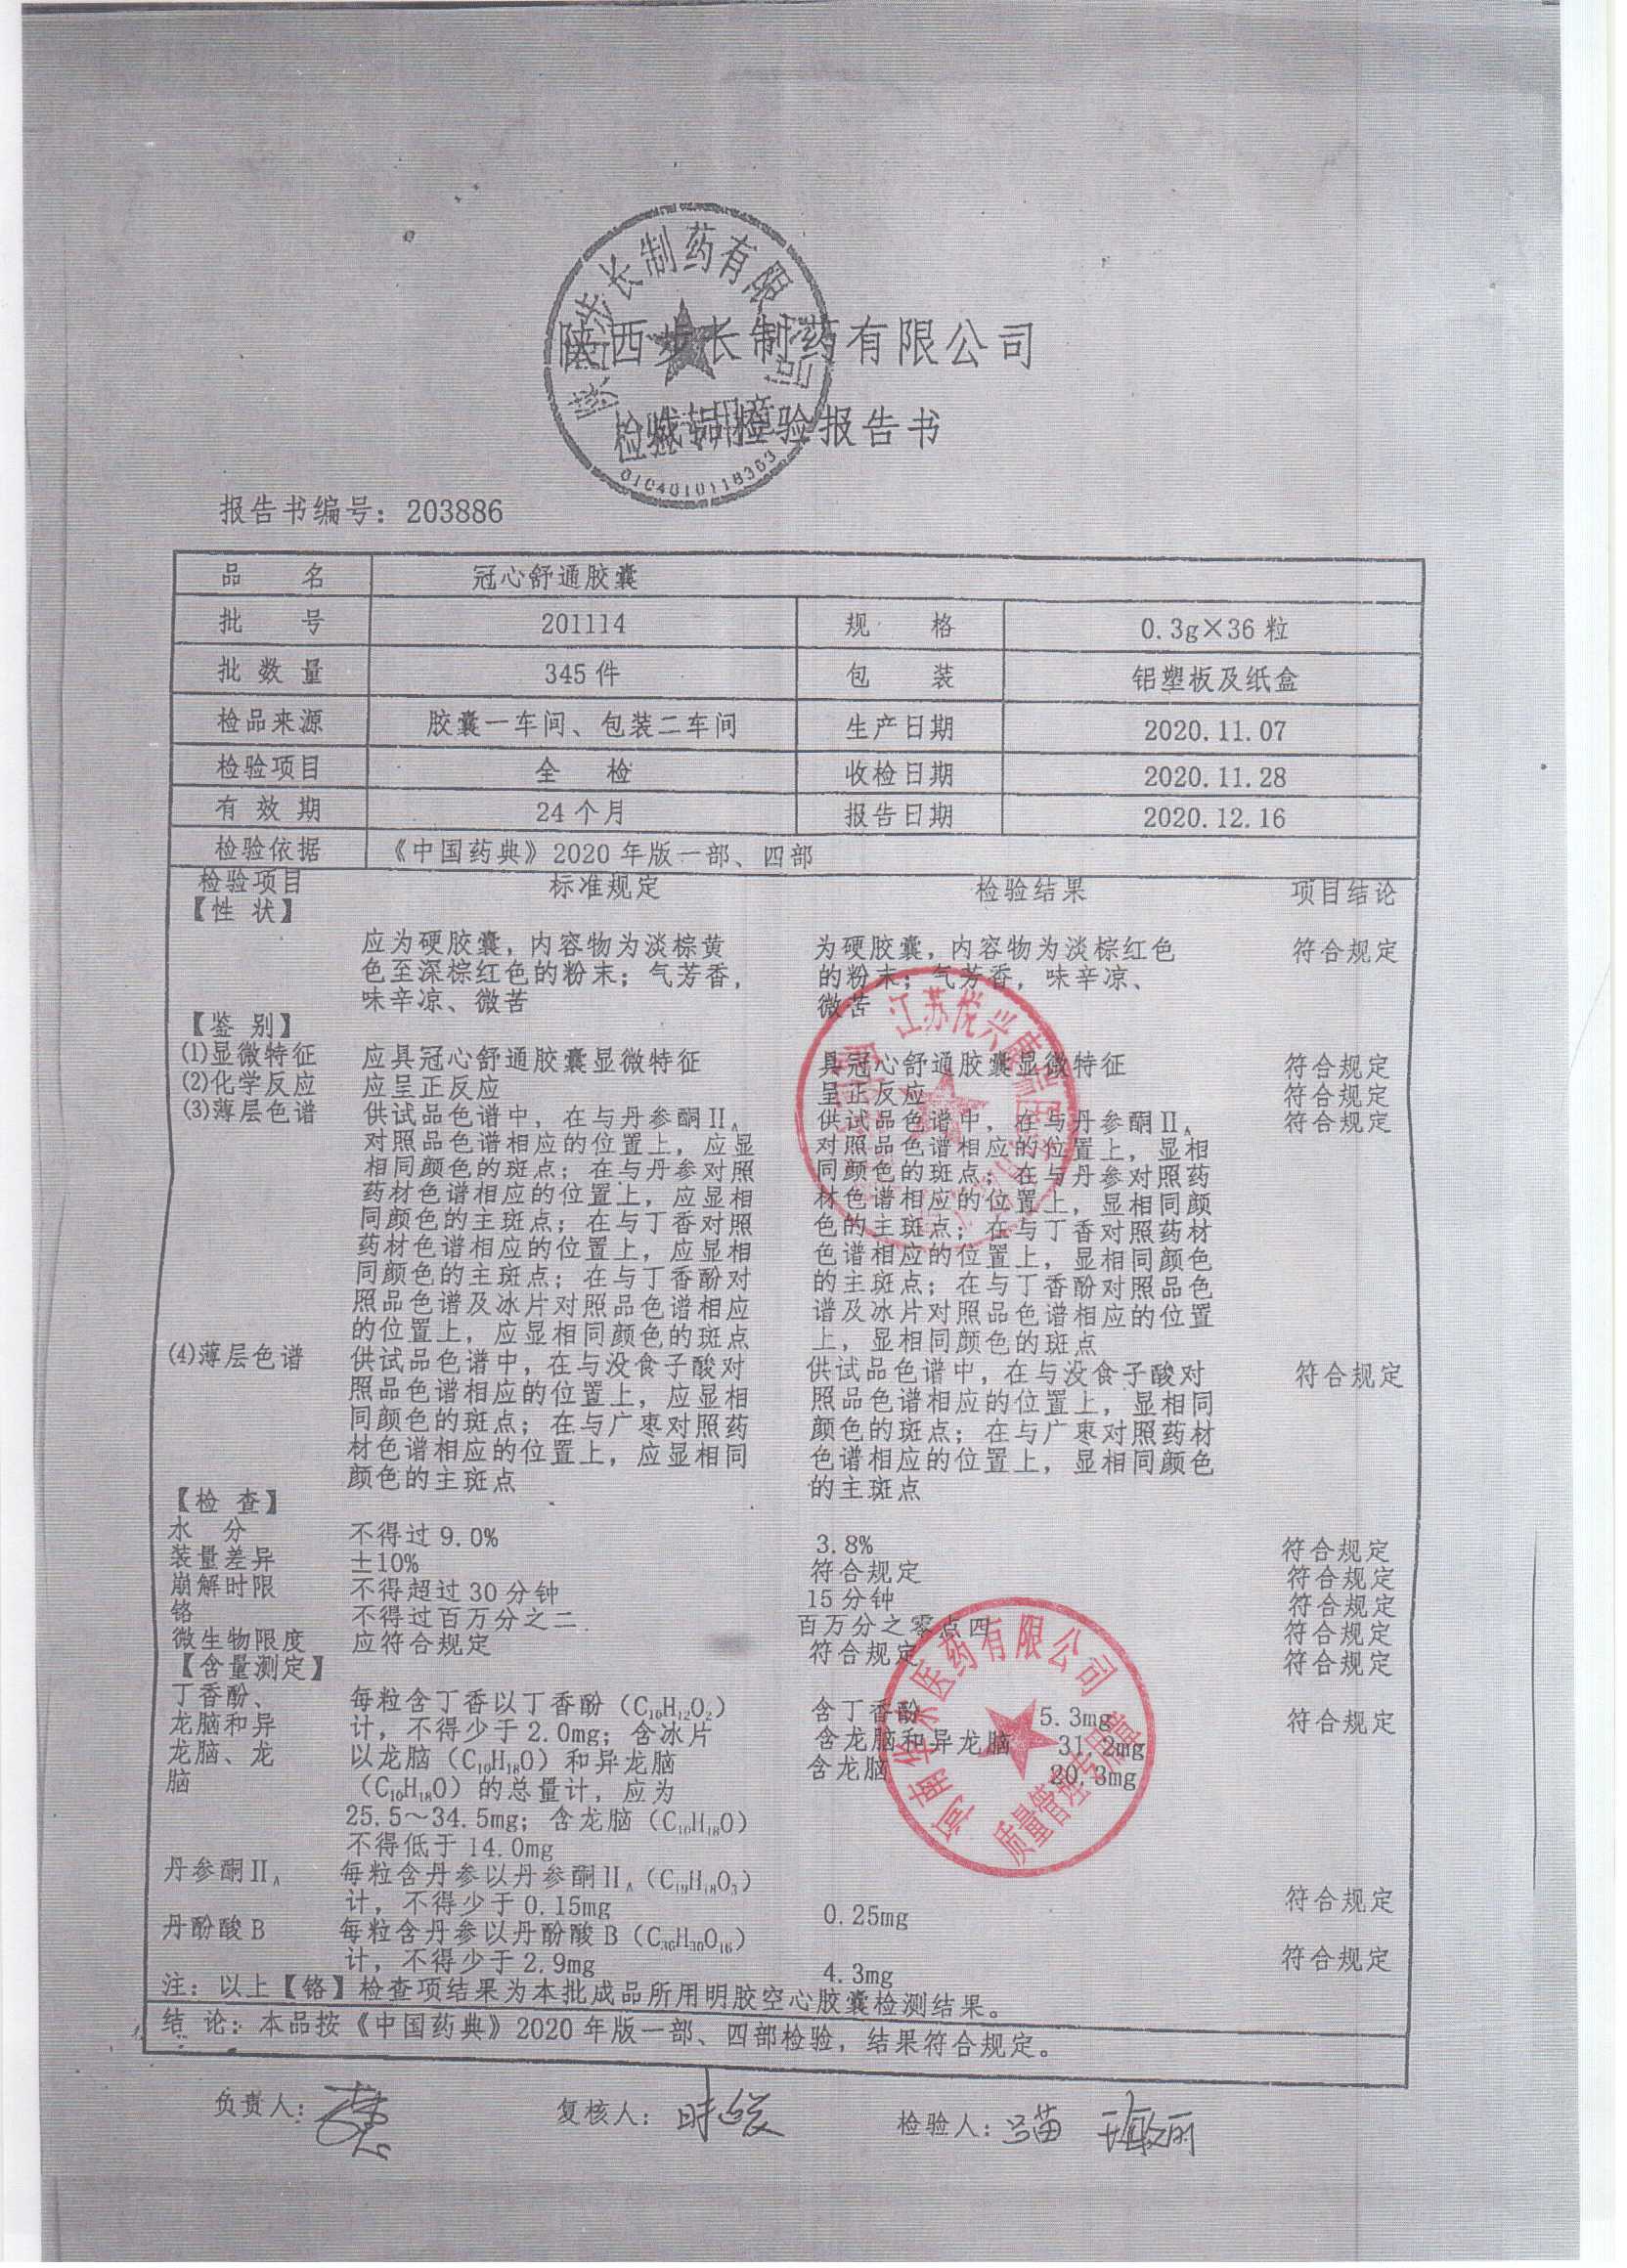 陕西步长制药有限公司
成品检验报告书
陕西步长制药有限公司
检验专用章
报告书编号：203886
品 名 冠心舒通胶囊
批 号 201114 规 格 0.3g×36粒
批 数 量 345件 包 装 铝塑板及纸盒
检品来源 胶囊一车间、包装二车间 生产日期 2020.11.07
检验项目 全 检 收检日期 2020.11.28
有 效 期 24个月 报告日期 2020.12.16
检验依据 《中国药典》2020年版一部、四部
检验项目 标准规定 检验结果 项目结论
【性 状】
应为硬胶囊，内容物为淡棕黄 为硬胶囊，内容物为淡棕红色 符合规定
色至深棕红色的粉末；气芳香， 的粉末；气芳香，味辛凉、
味辛凉、微苦 微苦
【鉴 别】
⑴显微特征 应具冠心舒通胶囊显微特征 具冠心舒通胶囊显微特征 符合规定
⑵化学反应 应呈正反应 呈正反应 符合规定
⑶薄层色谱 供试品色谱中，在与丹参酮ⅡA 供试品色谱中，在与丹参酮ⅡA 符合规定
对照品色谱相应的位置上，应显 对照品色谱相应的位置上，显相
相同颜色的斑点；在与丹参对照 同颜色的斑点；在与丹参对照药
药材色谱相应的位置上，应显相 材色谱相应的位置上，显相同颜
同颜色的主斑点；在与丁香对照 色的主斑点；在与丁香对照药材
药材色谱相应的位置上，应显相 色谱相应的位置上，显相同颜色
同颜色的主斑点；在与丁香酚对 的主斑点；在与丁香酚对照品色
照品色谱及冰片对照品色谱相应 谱及冰片对照品色谱相应的位置
的位置上，应显相同颜色的斑点 上，显相同颜色的斑点
⑷薄层色谱 供试品色谱中，在与没食子酸对 供试品色谱中，在与没食子酸对 符合规定
照品色谱相应的位置上，应显相 照品色谱相应的位置上，显相同
同颜色的斑点；在与广枣对照药 颜色的斑点；在与广枣对照药材
材色谱相应的位置上，应显相同 色谱相应的位置上，显相同颜色
颜色的主斑点 的主斑点
【检 查】
水 分 不得过9.0% 3.8% 符合规定
装量差异 ±10% 符合规定 符合规定
崩解时限 不得超过30分钟 15分钟 符合规定
铬 不得过百万分之二 百万分之零点四 符合规定
微生物限度 应符合规定 符合规定 符合规定
【含量测定】
丁香酚、 每粒含丁香以丁香酚（C10H12O2） 含丁香酚 5.3mg 符合规定
龙脑和异 计，不得少于2.0mg；含冰片 含龙脑和异龙脑 31.2mg
龙脑、龙 以龙脑（C10H18O）和异龙脑 含龙脑 20.3mg
脑 （C10H18O）的总量计，应为
25.5～34.5mg；含龙脑（C10H18O）
不得低于14.0mg
丹参酮ⅡA 每粒含丹参以丹参酮ⅡA（C19H18O3） 符合规定
计，不得少于0.15mg 0.25mg
丹酚酸B 每粒含丹参以丹酚酸B（C36H30O16） 符合规定
计，不得少于2.9mg 4.3mg
注：以上【铬】检查项结果为本批成品所用明胶空心胶囊检测结果。
结 论：本品按《中国药典》2020年版一部、四部检验，结果符合规定。
河南华东医药有限公司
质量管理专用章
负责人： 复核人： 检验人：